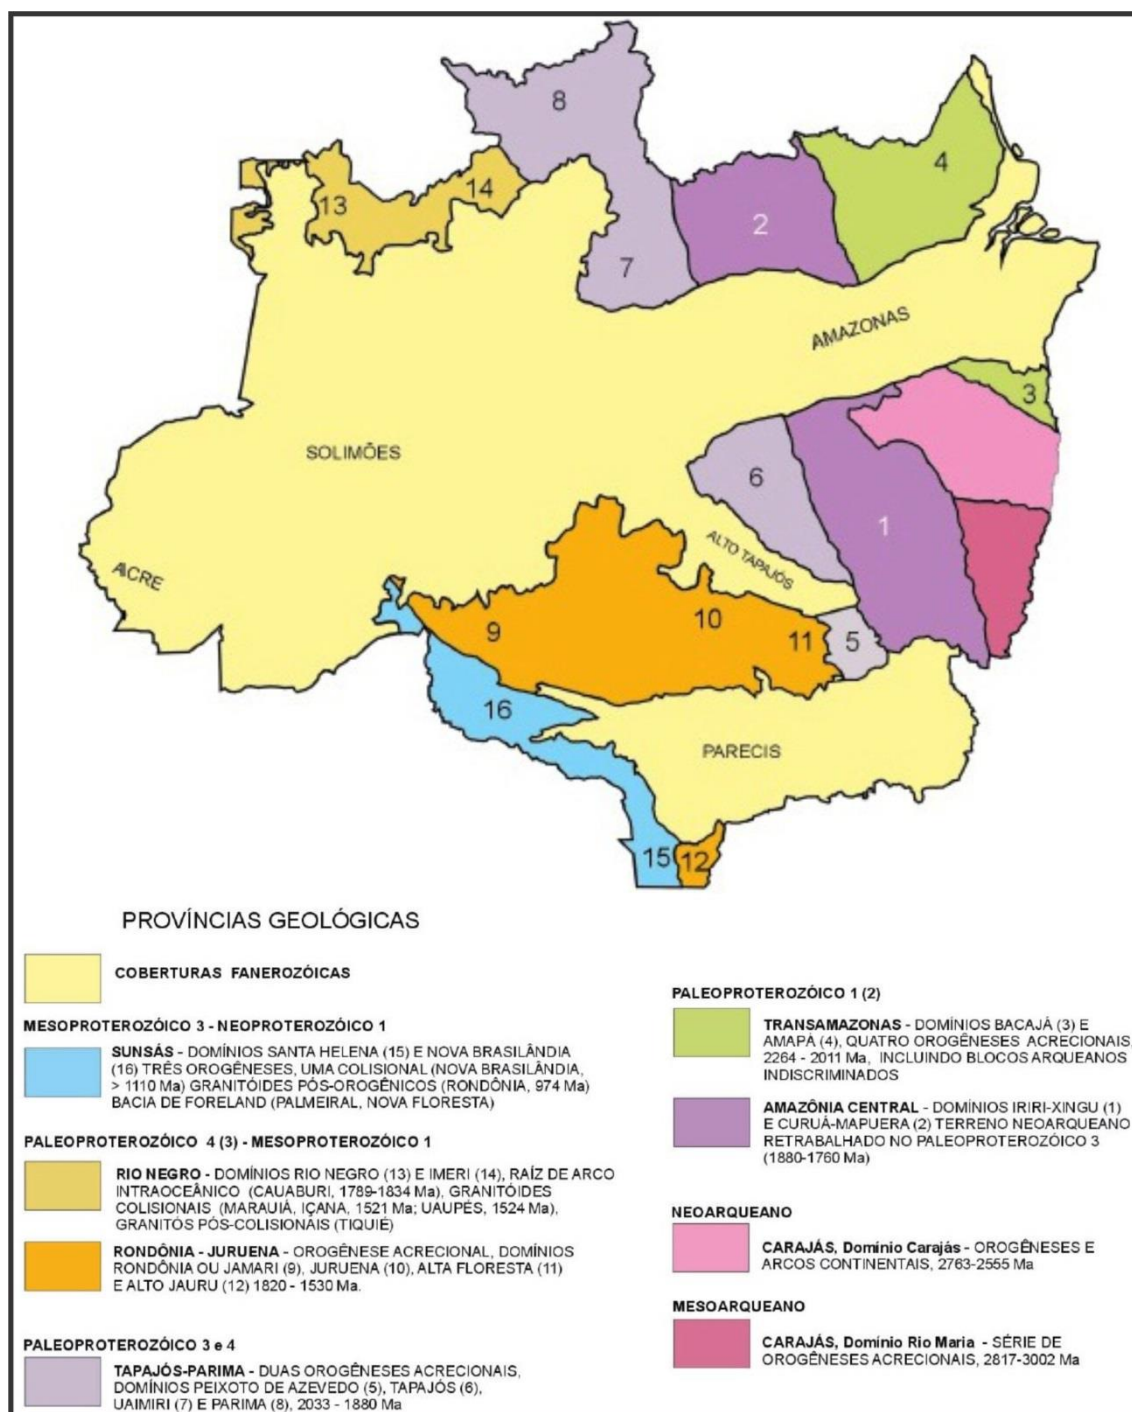 8
4
14
13
2
7
AMAZONAS
3
SOLIMÕES
6
1
ALTO TAPAJÓS
ACRE
10
9
11
5
16
PARECIS
15
12
PROVÍNCIAS GEOLÓGICAS
COBERTURAS FANEROZÓICAS
MESOPROTEROZÓICO 3 - NEOPROTEROZÓICO 1
SUNSÁS - DOMÍNIOS SANTA HELENA (15) E NOVA BRASILÂNDIA
(16) TRÊS OROGÊNESES, UMA COLISIONAL (NOVA BRASILÂNDIA,
> 1110 Ma) GRANITÓIDES PÓS-OROGÊNICOS (RONDÔNIA, 974 Ma)
BACIA DE FORELAND (PALMEIRAL, NOVA FLORESTA)
PALEOPROTEROZÓICO 4 (3) - MESOPROTEROZÓICO 1
RIO NEGRO - DOMÍNIOS RIO NEGRO (13) E IMERI (14), RAÍZ DE ARCO
INTRAOCEÂNICO (CAUABURI, 1789-1834 Ma), GRANITÓIDES
COLISIONAIS (MARAUIÁ, IÇANA, 1521 Ma; UAUPÉS, 1524 Ma),
GRANITOS PÓS-COLISIONAIS (TIQUIÉ)
RONDÔNIA - JURUENA - OROGÊNESE ACRECIONAL, DOMÍNIOS
RONDÔNIA OU JAMARI (9), JURUENA (10), ALTA FLORESTA (11)
E ALTO JAURU (12) 1820 - 1530 Ma.
PALEOPROTEROZÓICO 3 e 4
TAPAJÓS-PARIMA - DUAS OROGÊNESES ACRECIONAIS,
DOMÍNIOS PEIXOTO DE AZEVEDO (5), TAPAJÓS (6),
UAIMIRI (7) E PARIMA (8), 2033 - 1880 Ma
PALEOPROTEROZÓICO 1 (2)
TRANSAMAZONAS - DOMÍNIOS BACAJÁ (3) E
AMAPÁ (4), QUATRO OROGÊNESES ACRECIONAIS,
2264 - 2011 Ma, INCLUINDO BLOCOS ARQUEANOS
INDISCRIMINADOS
AMAZÔNIA CENTRAL - DOMÍNIOS IRIRI-XINGU (1)
E CURUÁ-MAPUERA (2) TERRENO NEOARQUEANO
RETRABALHADO NO PALEOPROTEROZÓICO 3
(1880-1760 Ma)
NEOARQUEANO
CARAJÁS, Domínio Carajás - OROGÊNESES E
ARCOS CONTINENTAIS, 2763-2555 Ma
MESOARQUEANO
CARAJÁS, Domínio Rio Maria - SÉRIE DE
OROGÊNESES ACRECIONAIS, 2817-3002 Ma